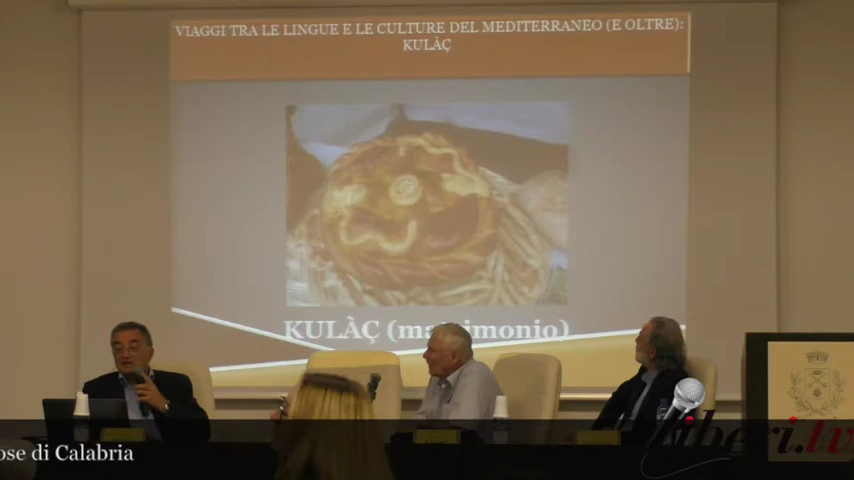 VIAGGI TRA LE LINGUE E LE CULTURE DEL MEDITERRANEO (E OLTRE):
KULÀÇ
KULÀÇ (matrimonio)
ose di Calabria
liberi.tv